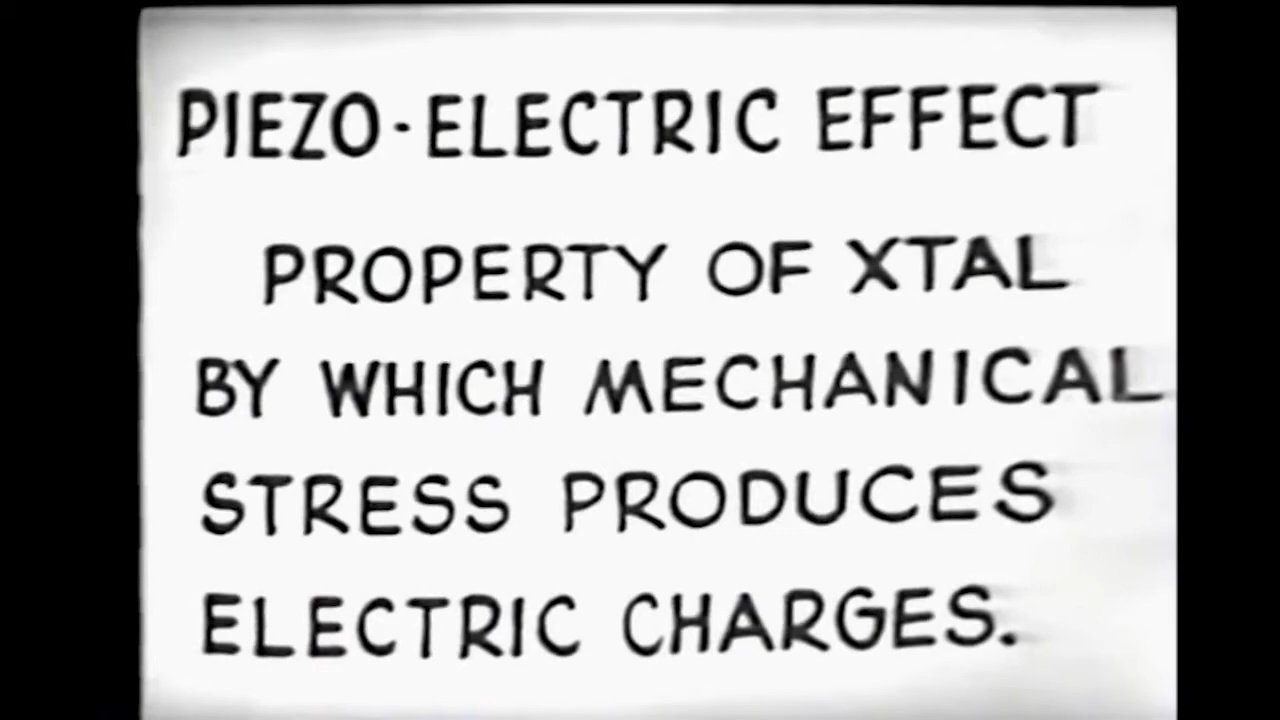 PIEZO-ELECTRIC EFFECT
PROPERTY OF XTAL
BY WHICH MECHANICAL
STRESS PRODUCES
ELECTRIC CHARGES.